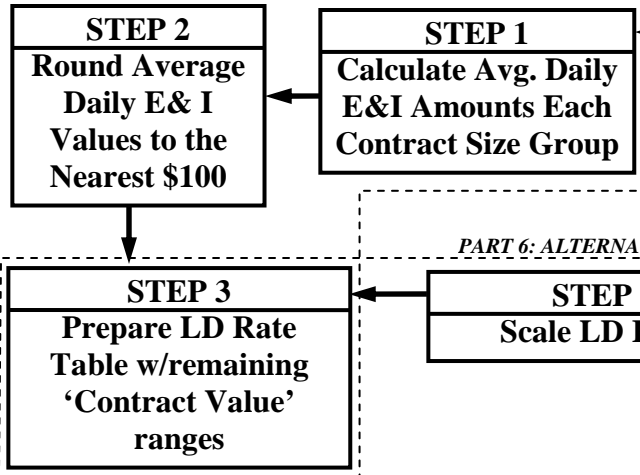 STEP 2
Round Average
Daily E& I
Values to the
Nearest $100
STEP 1
Calculate Avg. Daily
E&I Amounts Each
Contract Size Group
PART 6: ALTERNA
STEP 3
Prepare LD Rate
Table w/remaining
‘Contract Value’
ranges
STEP
Scale LD